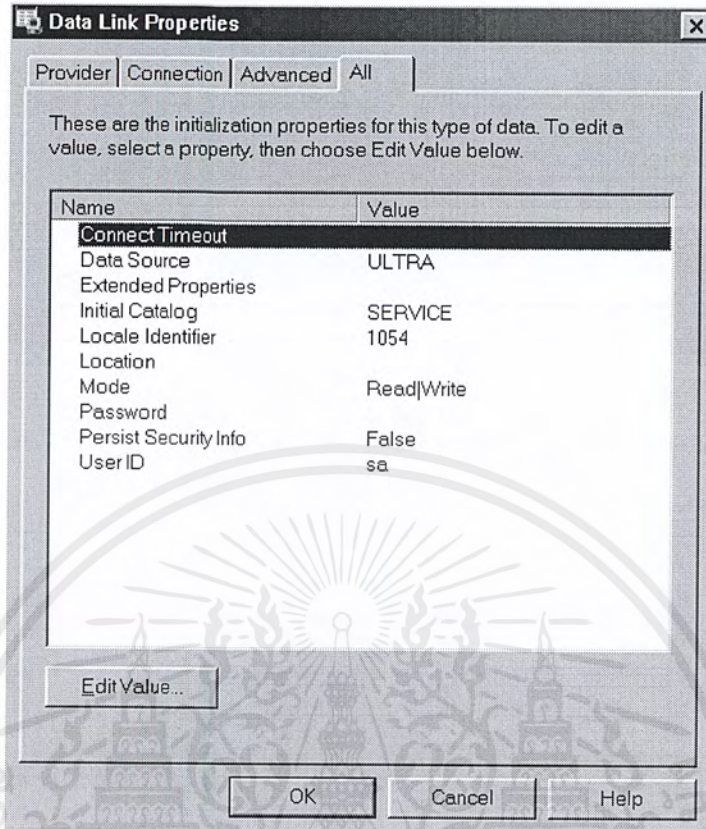 Data Link Properties
Provider Connection Advanced All
These are the initialization properties for this type of data. To edit a
value, select a property, then choose Edit Value below.
Name Value
Connect Timeout
Data Source ULTRA
Extended Properties
Initial Catalog SERVICE
Locale Identifier 1054
Location
Mode Read|Write
Password
Persist Security Info False
User ID sa
Edit Value...
OK Cancel Help